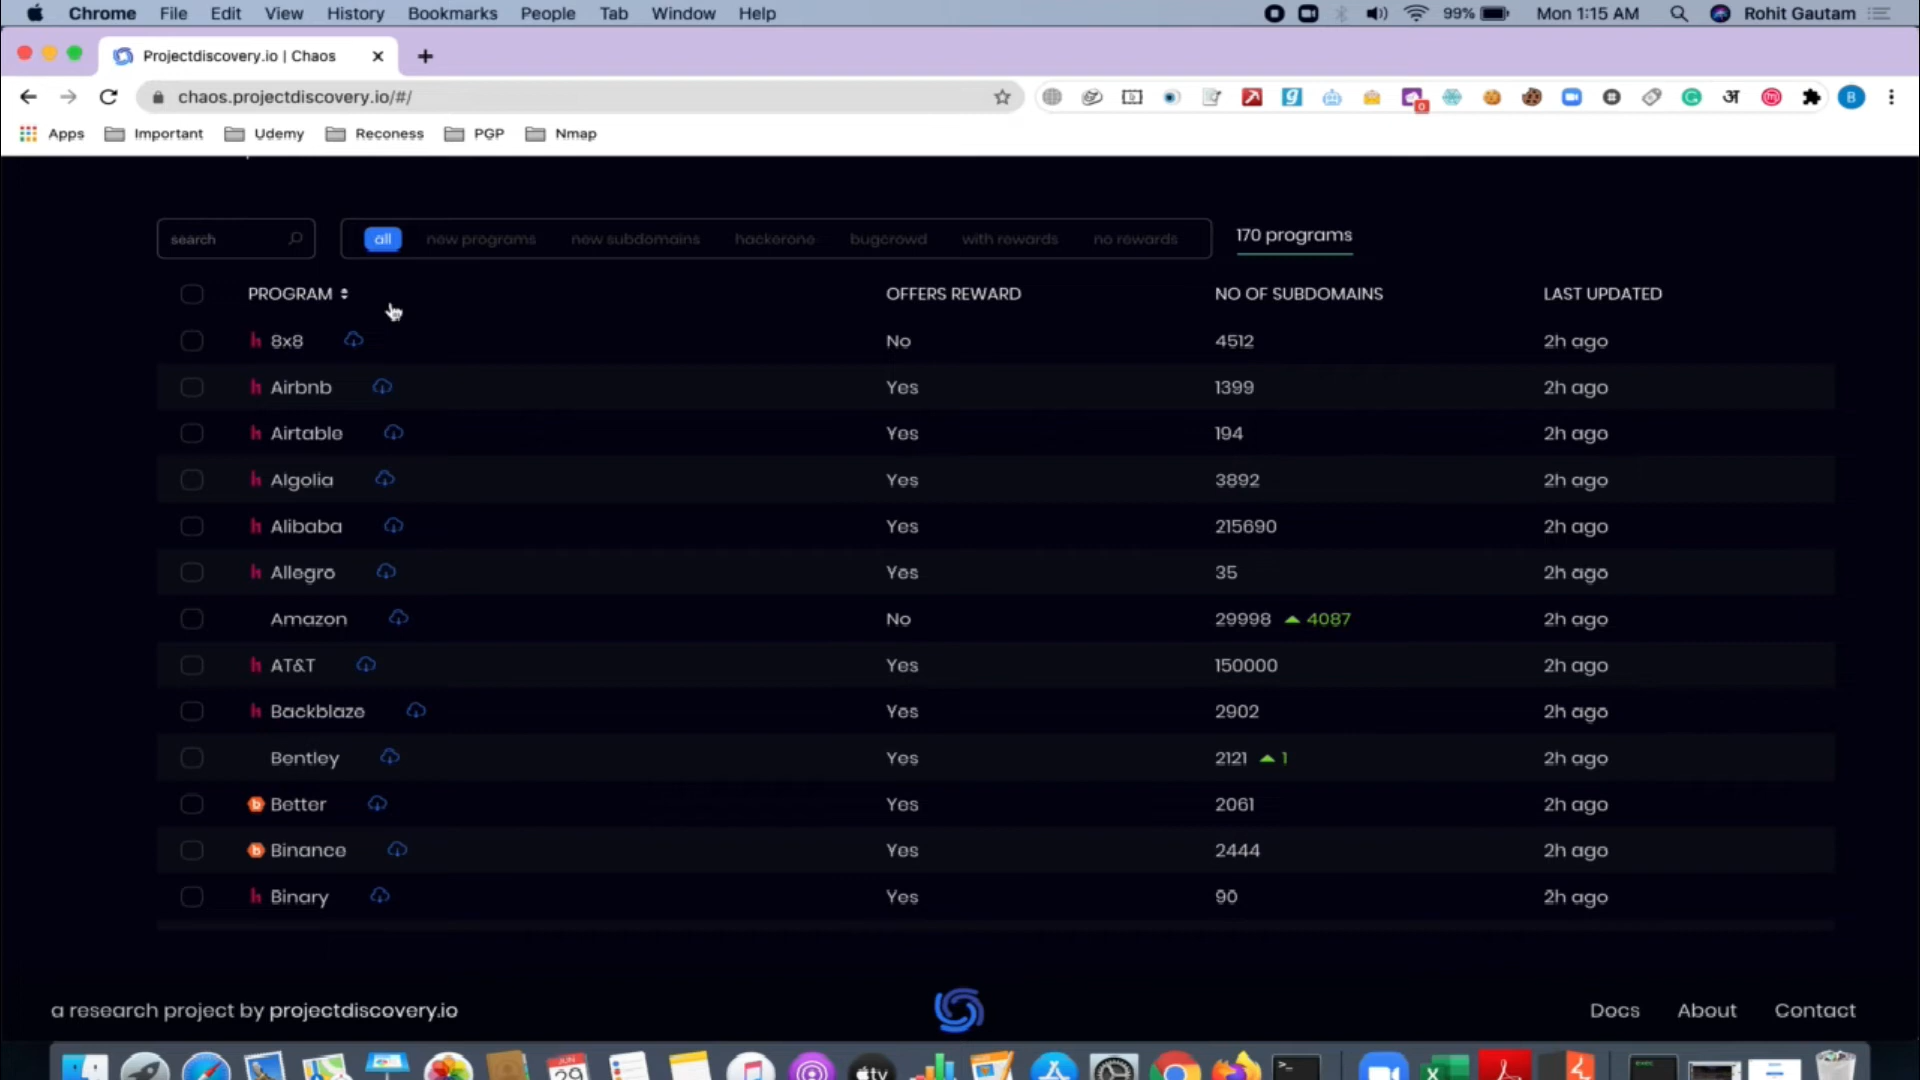 Chrome File Edit View History Bookmarks People Tab Window Help 99% Mon 1:15 AM Rohit Gautam
Projectdiscovery.io | Chaos
chaos.projectdiscovery.io/#/
Apps Important Udemy Reconess PGP Nmap
search all new programs new subdomains hackerone bugcrowd with rewards no rewards 170 programs
PROGRAM OFFERS REWARD NO OF SUBDOMAINS LAST UPDATED
8x8 No 4512 2h ago
Airbnb Yes 1399 2h ago
Airtable Yes 194 2h ago
Algolia Yes 3892 2h ago
Alibaba Yes 215690 2h ago
Allegro Yes 35 2h ago
Amazon No 29998 4087 2h ago
AT&T Yes 150000 2h ago
Backblaze Yes 2902 2h ago
Bentley Yes 2121 1 2h ago
Better Yes 2061 2h ago
Binance Yes 2444 2h ago
Binary Yes 90 2h ago
a research project by projectdiscovery.io Docs About Contact
JUN
29
tv